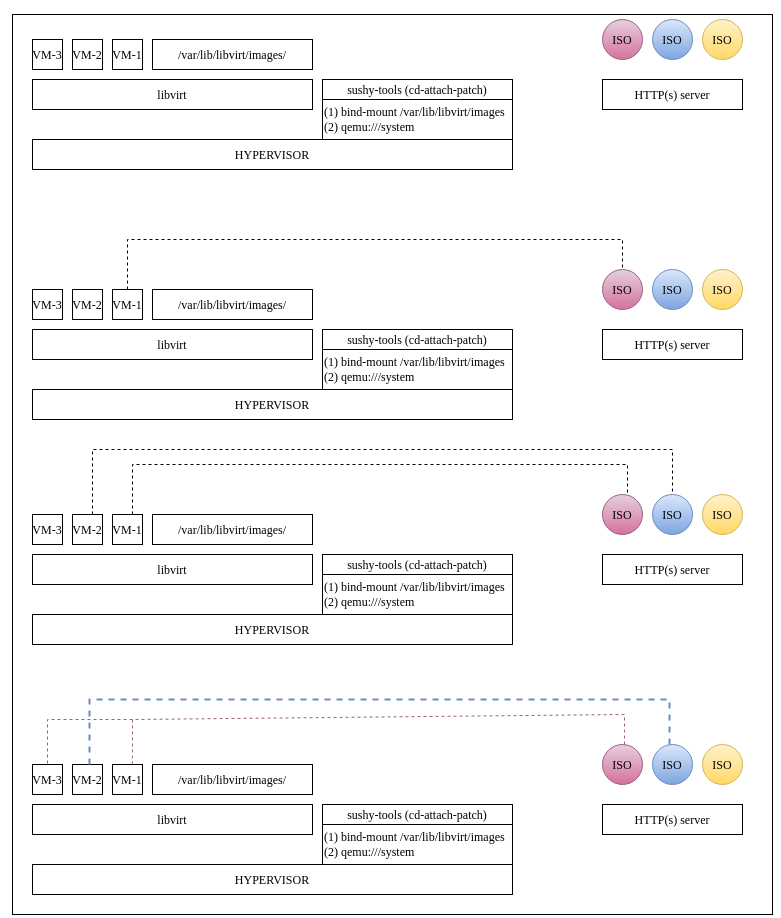 ISO ISO ISO
VM-3 VM-2 VM-1 /var/lib/libvirt/images/
libvirt sushy-tools (cd-attach-patch) HTTP(s) server
(1) bind-mount /var/lib/libvirt/images
(2) qemu:///system
HYPERVISOR
ISO ISO ISO
VM-3 VM-2 VM-1 /var/lib/libvirt/images/
libvirt sushy-tools (cd-attach-patch) HTTP(s) server
(1) bind-mount /var/lib/libvirt/images
(2) qemu:///system
HYPERVISOR
ISO ISO ISO
VM-3 VM-2 VM-1 /var/lib/libvirt/images/
libvirt sushy-tools (cd-attach-patch) HTTP(s) server
(1) bind-mount /var/lib/libvirt/images
(2) qemu:///system
HYPERVISOR
ISO ISO ISO
VM-3 VM-2 VM-1 /var/lib/libvirt/images/
libvirt sushy-tools (cd-attach-patch) HTTP(s) server
(1) bind-mount /var/lib/libvirt/images
(2) qemu:///system
HYPERVISOR